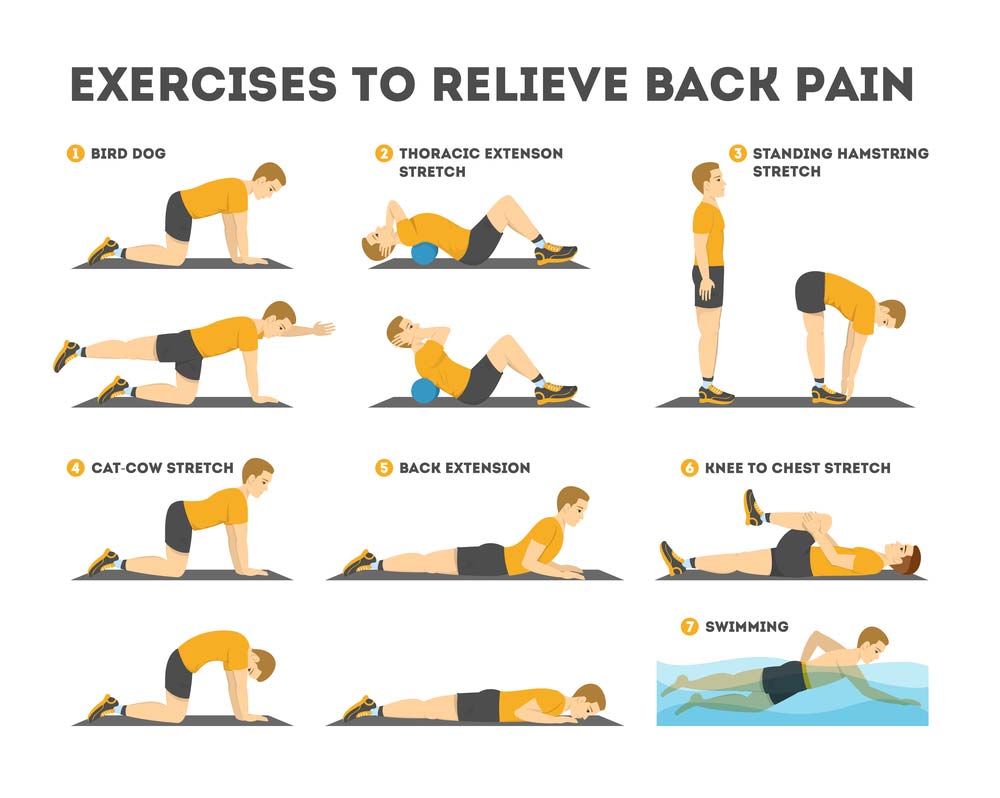 EXERCISES TO RELIEVE BACK PAIN
1 BIRD DOG
2 THORACIC EXTENSON
STRETCH
3 STANDING HAMSTRING
STRETCH
4 CAT-COW STRETCH
5 BACK EXTENSION
6 KNEE TO CHEST STRETCH
7 SWIMMING